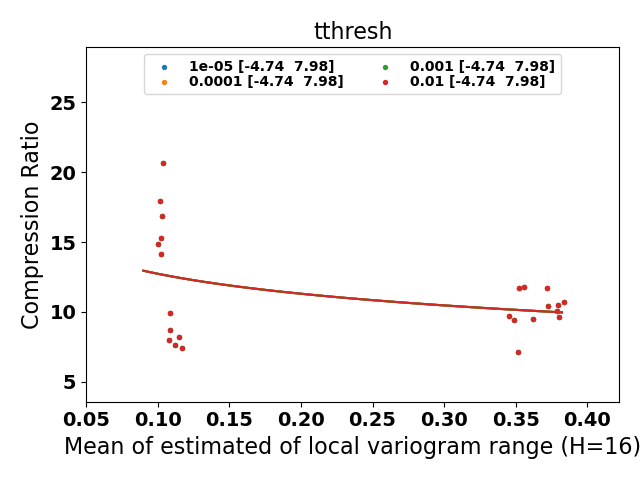 tthresh
1e-05 [-4.74  7.98]
0.0001 [-4.74  7.98]
0.001 [-4.74  7.98]
0.01 [-4.74  7.98]
Compression Ratio
25
20
15
10
5
0.05 0.10 0.15 0.20 0.25 0.30 0.35 0.40
Mean of estimated of local variogram range (H=16)